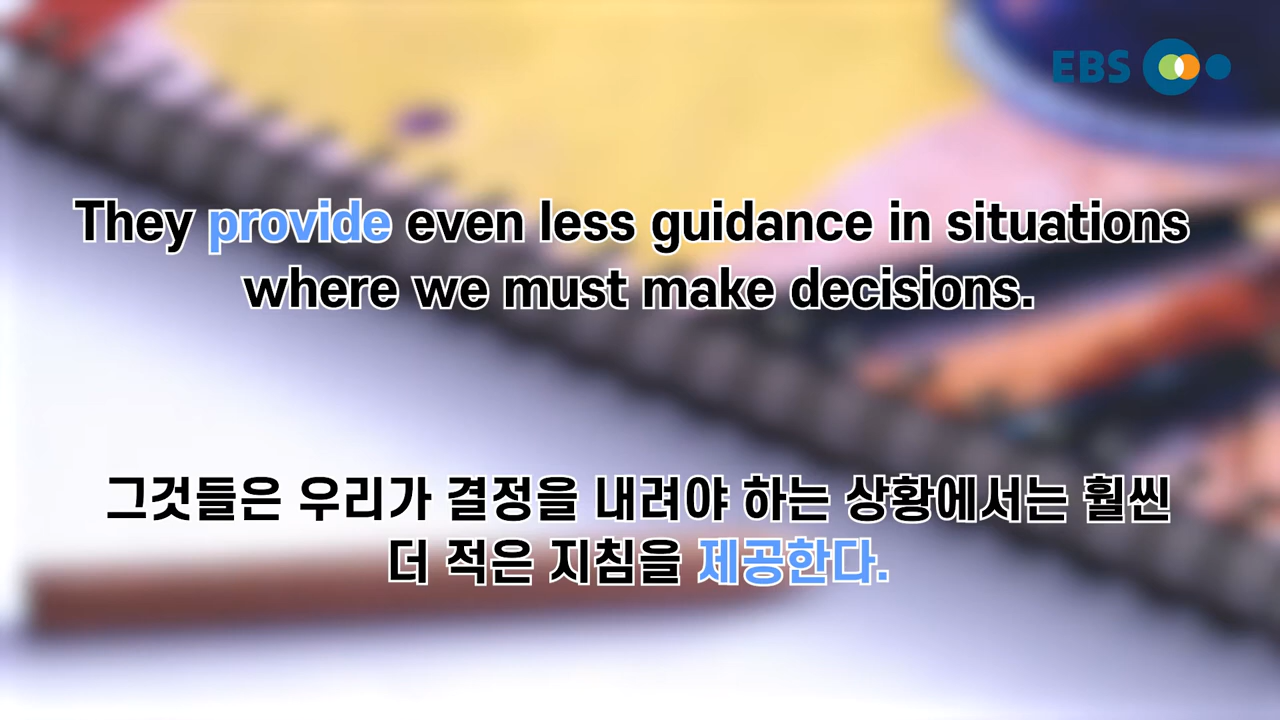 EBS
They provide even less guidance in situations
where we must make decisions.
그것들은 우리가 결정을 내려야 하는 상황에서는 훨씬
더 적은 지침을 제공한다.